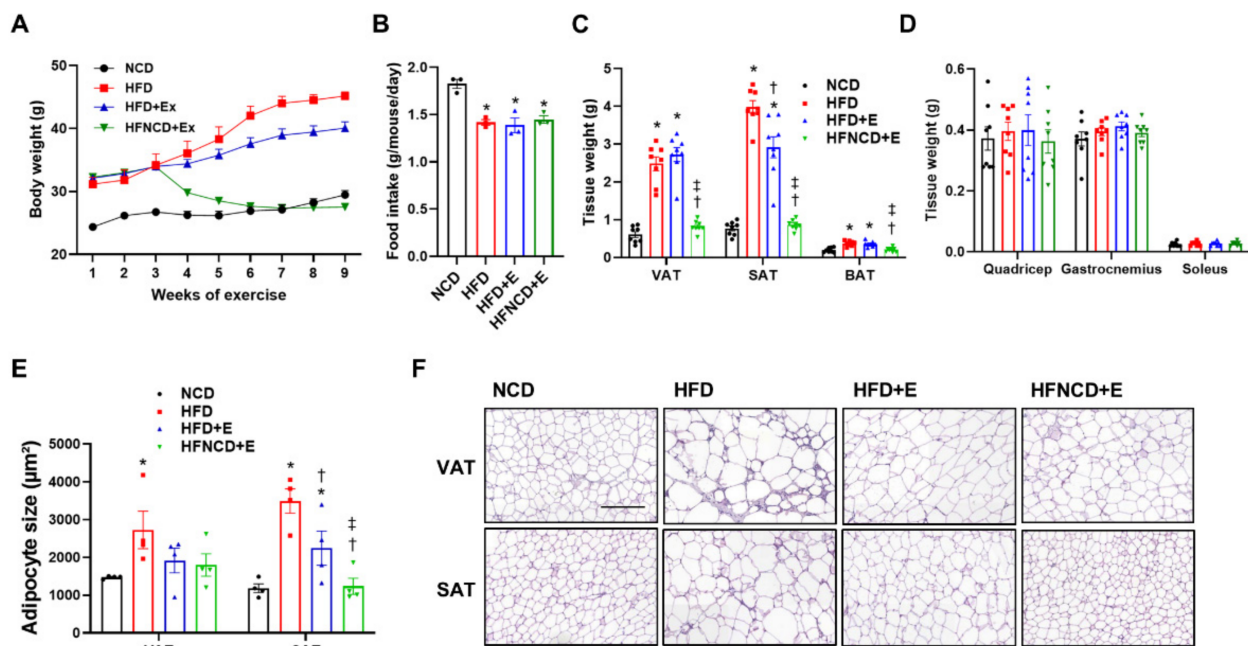 A
NCD
HFD
HFD+Ex
HFNCD+Ex
Body weight (g)
50
40
30
20
1 2 3 4 5 6 7 8 9
Weeks of exercise
B
Food intake (g/mouse/day)
2.0
1.5
1.0
0.5
0.0
* * *
NCD HFD HFD+E HFNCD+E
C
Tissue weight (g)
5
4
3
2
1
0
NCD
HFD
HFD+E
HFNCD+E
* * ‡ †
* † * ‡ †
* * ‡ †
VAT SAT BAT
D
Tissue weight (g)
0.6
0.4
0.2
0.0
Quadricep Gastrocnemius Soleus
E
NCD
HFD
HFD+E
HFNCD+E
Adipocyte size (µm²)
5000
4000
3000
2000
1000
0
*
* † * ‡ †
F
NCD HFD HFD+E HFNCD+E
VAT
SAT